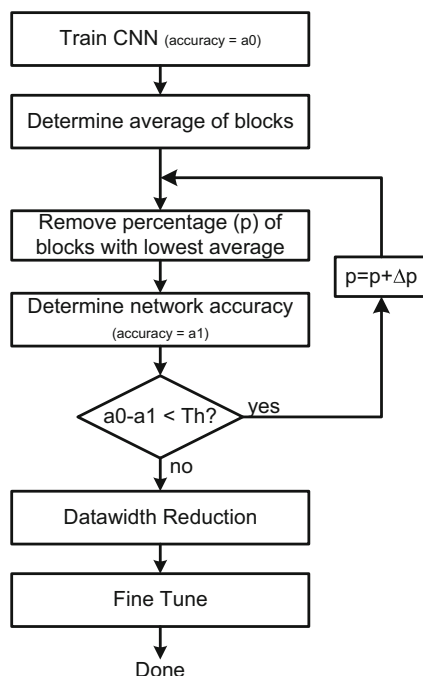 Train CNN (accuracy = a0)
Determine average of blocks
Remove percentage (p) of
blocks with lowest average
p=p+Δp
Determine network accuracy
(accuracy = a1)
a0-a1 < Th?
yes
no
Datawidth Reduction
Fine Tune
Done